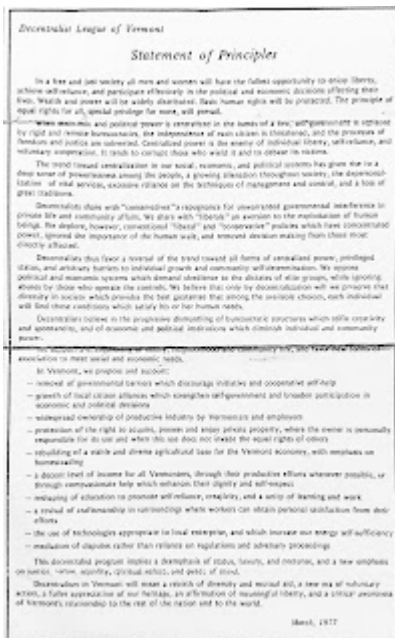 Decentralist League of Vermont
Statement of Principles
In a free and just society all men and women will have the fullest opportunity to enjoy liberty,
achieve self-reliance, and participate effectively in the political and economic decisions affecting their
lives. Wealth and power will be widely distributed. Basic human rights will be protected. The principle of
equal rights for all, special privilege for none, will prevail.
When economic and political power is centralized in the hands of a few, self-government is replaced
by rigid and remote bureaucracies, the independence of each citizen is threatened, and the processes of
freedom and justice are subverted. Centralized power is the enemy of individual liberty, self-reliance, and
voluntary cooperation. It tends to corrupt those who wield it and to debase its victims.
The trend toward centralization in our social, economic, and political systems has given rise to a
deep sense of powerlessness among the people, a growing alienation throughout society, the depersonal-
ization of vital services, excessive reliance on the techniques of management and control, and a loss of
great traditions.
Decentralists share with "conservatives" a repugnance for unwarranted governmental interference in
private life and community affairs. We share with "liberals" an aversion to the exploitation of human
beings. We deplore, however, conventional "liberal" and "conservative" policies which have concentrated
power, ignored the importance of the human scale, and removed decision making from those most
directly affected.
Decentralists thus favor a reversal of the trend toward all forms of centralized power, privileged
status, and arbitrary barriers to individual growth and community self-determination. We oppose
political and economic systems which demand obedience to the dictates of elite groups, while ignoring
abuses by those who operate the controls. We believe that only by decentralization will we preserve that
diversity in society which provides the best guarantee that among the available choices, each individual
will find those conditions which satisfy his or her human needs.
Decentralists believe in the progressive dismantling of bureaucratic structures which stifle creativity
and spontaneity, and of economic and political institutions which diminish individual and community
power.
association to meet social and economic needs.
In Vermont, we propose and support:
— removal of governmental barriers which discourage initiative and cooperative self-help
— growth of local citizen alliances which strengthen self-government and broaden participation in
economic and political decisions
— widespread ownership of productive industry by Vermonters and employees
— protection of the right to acquire, possess and enjoy private property, where the owner is personally
responsible for its use and when this use does not invade the equal rights of others
— rebuilding of a viable and diverse agricultural base for the Vermont economy, with emphasis on
homesteading
— a decent level of income for all Vermonters, through their productive efforts whenever possible, or
through compassionate help which enhances their dignity and self-respect
— reshaping of education to promote self-reliance, creativity, and a unity of learning and work
— a revival of craftsmanship in surroundings where workers can obtain personal satisfaction from their
efforts
— the use of technologies appropriate to local enterprise, and which increase our energy self-sufficiency
— mediation of disputes rather than reliance on regulations and adversary proceedings
This decentralist program implies a deemphasis of status, luxury, and pretense, and a new emphasis
on justice, virtue, equality, spiritual values, and peace of mind.
Decentralism in Vermont will mean a rebirth of diversity and mutual aid, a new era of voluntary
action, a fuller appreciation of our heritage, an affirmation of meaningful liberty, and a critical awareness
of Vermont's relationship to the rest of the nation and to the world.
March, 1977